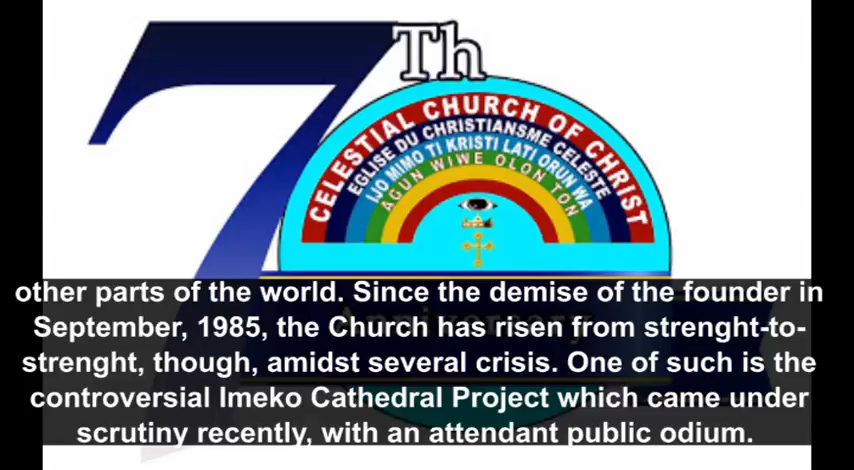 7Th
CELESTIAL CHURCH OF CHRIST
EGLISE DU CHRISTIANSME CELESTE
IJO MIMO TI KRISTI LATI ORUN WA
AGUN WIWE OLON TON
Anniversary
other parts of the world. Since the demise of the founder in
September, 1985, the Church has risen from strenght-to-
strenght, though, amidst several crisis. One of such is the
controversial Imeko Cathedral Project which came under
scrutiny recently, with an attendant public odium.